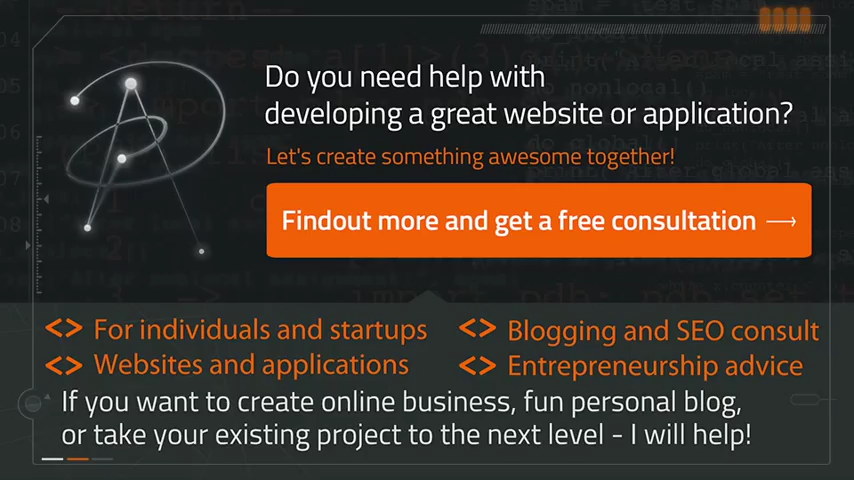 Do you need help with
developing a great website or application?
Let's create something awesome together!
Findout more and get a free consultation →
<> For individuals and startups
<> Blogging and SEO consult
<> Websites and applications
<> Entrepreneurship advice
If you want to create online business, fun personal blog,
or take your existing project to the next level - I will help!